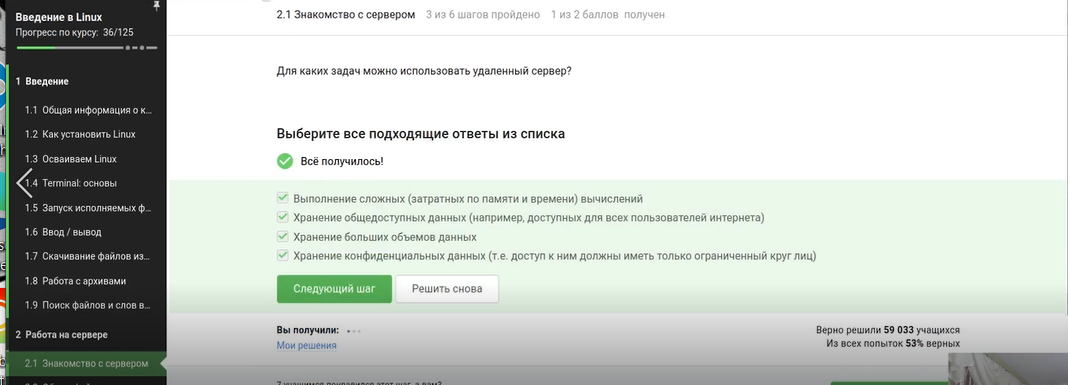 Введение в Linux
Прогресс по курсу: 36/125
1 Введение
1.1 Общая информация о к...
1.2 Как установить Linux
1.3 Осваиваем Linux
1.4 Terminal: основы
1.5 Запуск исполняемых ф...
1.6 Ввод / вывод
1.7 Скачивание файлов из...
1.8 Работа с архивами
1.9 Поиск файлов и слов в...
2 Работа на сервере
2.1 Знакомство с сервером
2.1 Знакомство с сервером 3 из 6 шагов пройдено 1 из 2 баллов получен
Для каких задач можно использовать удаленный сервер?
Выберите все подходящие ответы из списка
Всё получилось!
Выполнение сложных (затратных по памяти и времени) вычислений
Хранение общедоступных данных (например, доступных для всех пользователей интернета)
Хранение больших объемов данных
Хранение конфиденциальных данных (т.е. доступ к ним должны иметь только ограниченный круг лиц)
Следующий шаг Решить снова
Вы получили: Верно решили 59 033 учащихся
Мои решения Из всех попыток 53% верных